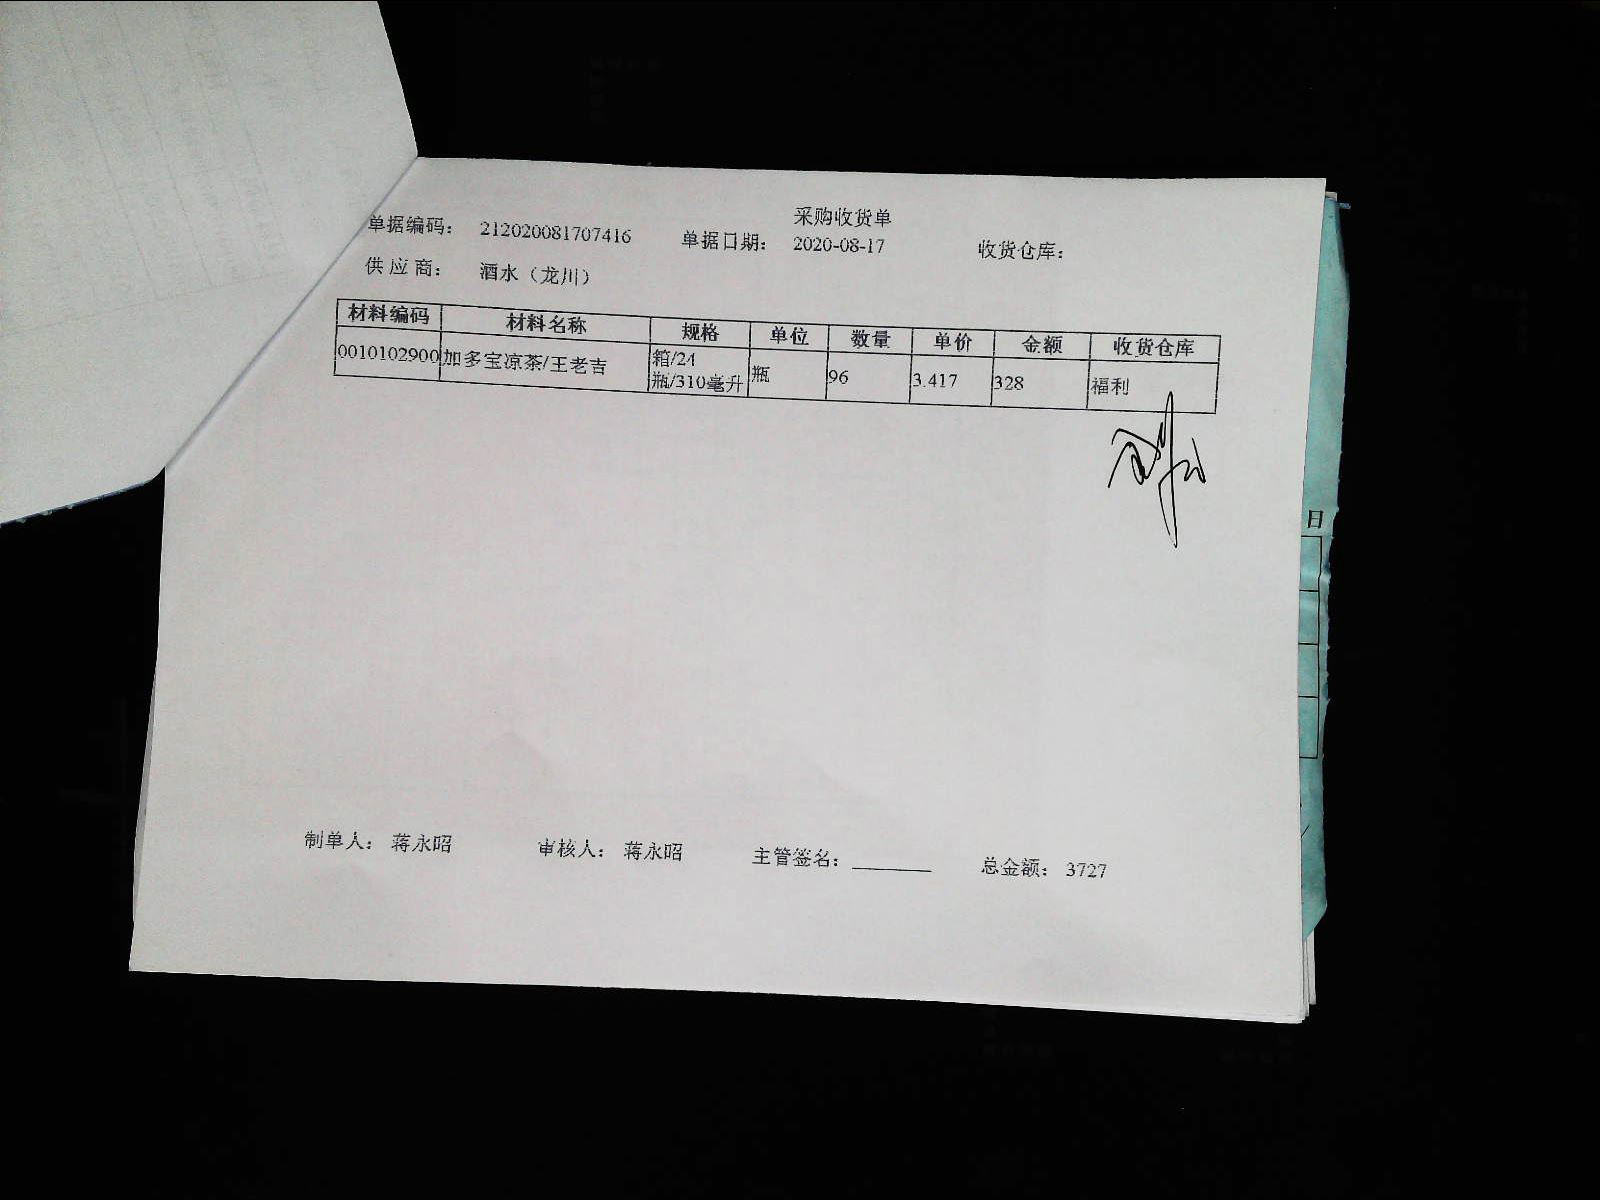 采购收货单
单据编码： 212020081707416 单据日期： 2020-08-17 收货仓库：
供应商： 酒水（龙川）
材料编码 材料名称 规格 单位 数量 单价 金额 收货仓库
0010102900 加多宝凉茶/王老吉 箱/24瓶/310毫升 瓶 96 3.417 328 福利
日
制单人： 蒋永昭 审核人： 蒋永昭 主管签名： 总金额： 3727